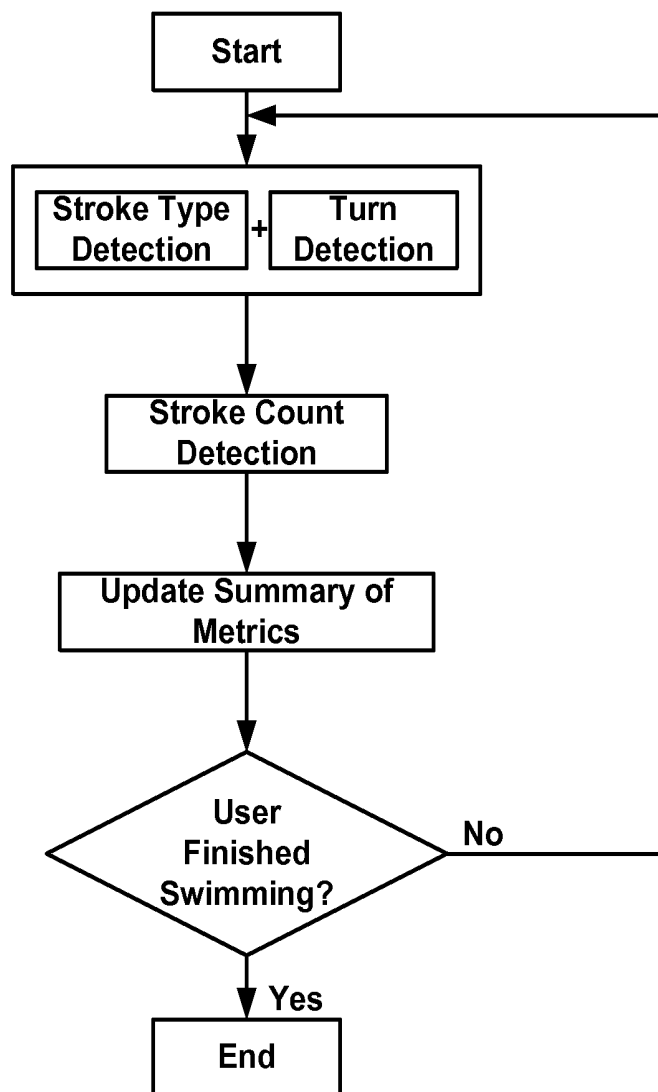 Start
Stroke Type
Detection
+
Turn
Detection
Stroke Count
Detection
Update Summary of
Metrics
User
Finished
Swimming?
No
Yes
End